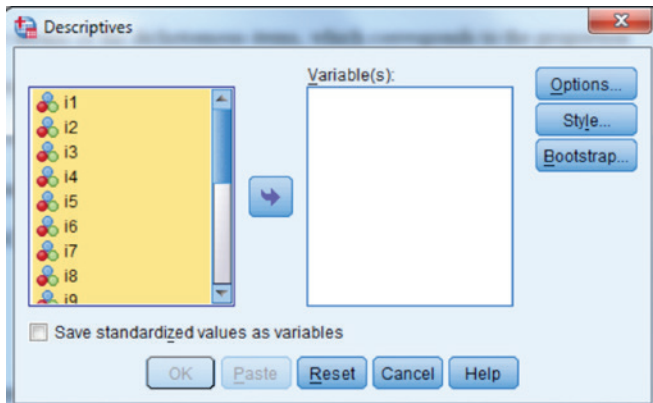 Descriptives
Variable(s):
i1
i2
i3
i4
i5
i6
i7
i8
i9
Options...
Style...
Bootstrap...
Save standardized values as variables
OK Paste Reset Cancel Help